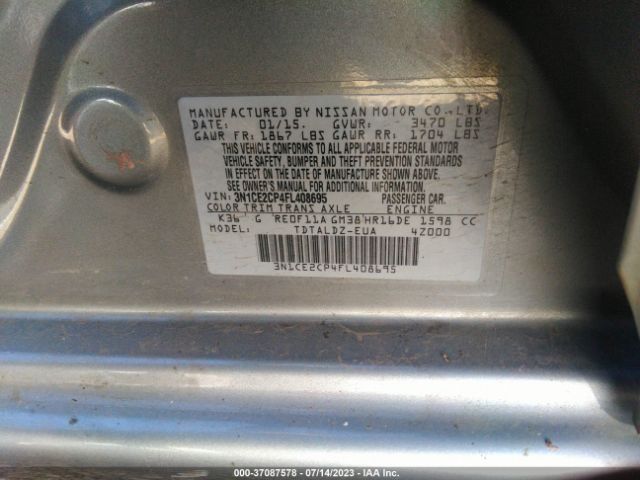 MANUFACTURED BY NISSAN MOTOR CO.,LTD.
DATE: 01/15. GVWR: 3470 LBS
GAWR FR: 1867 LBS GAWR RR: 1704 LBS
THIS VEHICLE CONFORMS TO ALL APPLICABLE FEDERAL MOTOR
VEHICLE SAFETY, BUMPER AND THEFT PREVENTION STANDARDS
IN EFFECT ON THE DATE OF MANUFACTURE SHOWN ABOVE.
SEE OWNER'S MANUAL FOR ADDITIONAL INFORMATION.
VIN: 3N1CE2CP4FL408695 PASSENGER CAR.
COLOR TRIM TRANS AXLE ENGINE
K36 G RE0F11A GM38 HR16DE 1598 CC
MODEL: TDTALDZ-EUA 4Z000
3N1CE2CP4FL408695
000-37087578 - 07/14/2023 - IAA Inc.